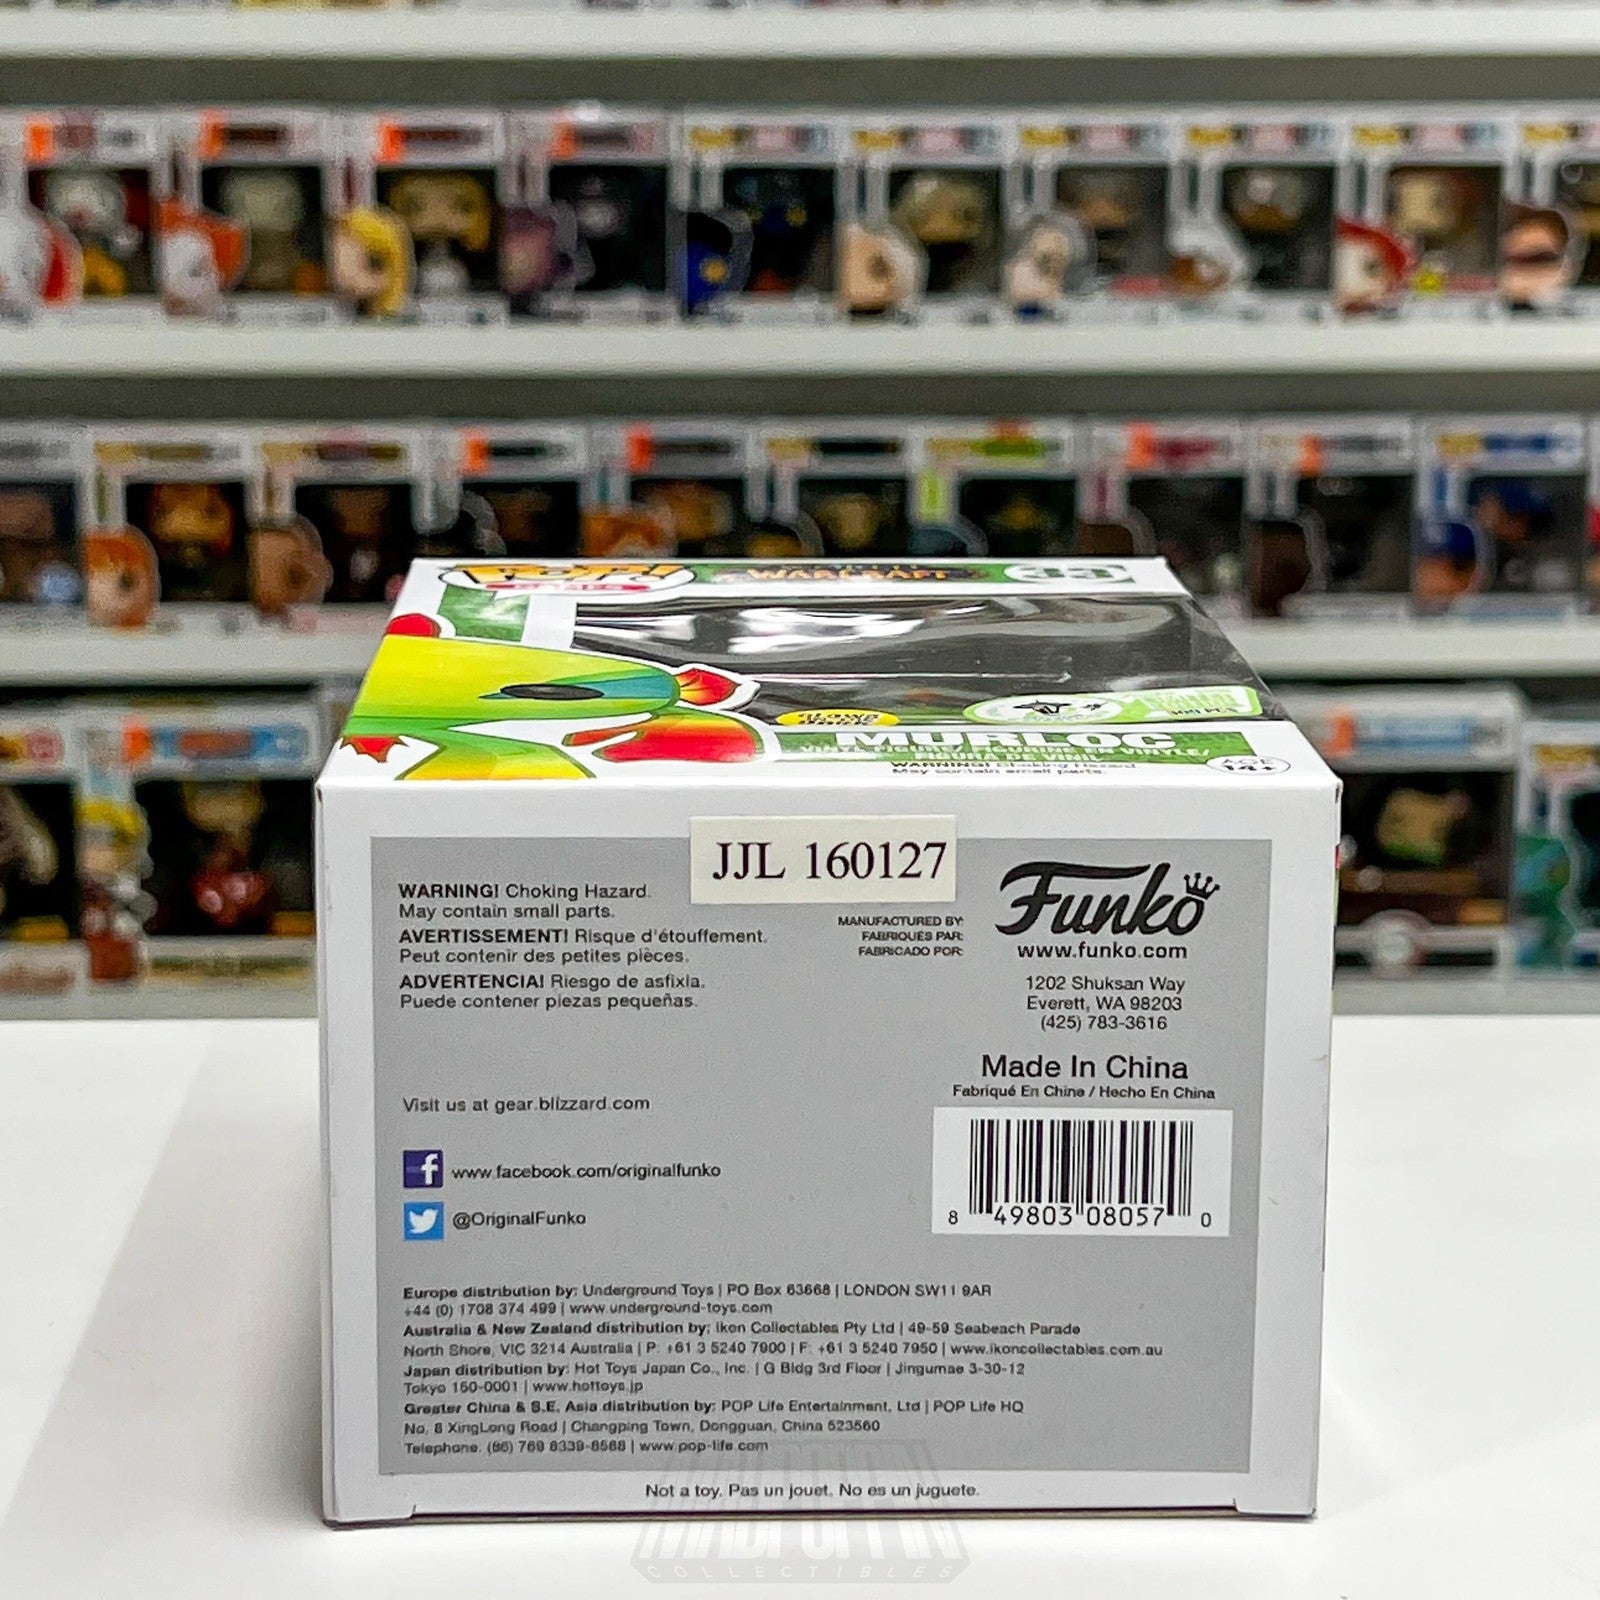 POP!
WARCRAFT
33
GLOWS
DARK
300 PCS
MURLOC
VINYL FIGURE/ FIGURINE EN VINYLE/
FIGURA DE VINIL
WARNING! Choking Hazard
May contain small parts.
AGE
14+
JJL 160127
WARNING! Choking Hazard.
May contain small parts.
AVERTISSEMENT! Risque d'étouffement.
Peut contenir des petites pièces.
ADVERTENCIA! Riesgo de asfixia.
Puede contener piezas pequeñas.
MANUFACTURED BY:
FABRIQUÉS PAR:
FABRICADO POR:
Funko
www.funko.com
1202 Shuksan Way
Everett, WA 98203
(425) 783-3616
Made In China
Fabriqué En Chine / Hecho En China
8 49803 08057 0
Visit us at gear.blizzard.com
f www.facebook.com/originalfunko
@OriginalFunko
Europe distribution by: Underground Toys | PO Box 63668 | LONDON SW11 9AR
+44 (0) 1708 374 499 | www.underground-toys.com
Australia & New Zealand distribution by: Ikon Collectables Pty Ltd | 49-59 Seabeach Parade
North Shore, VIC 3214 Australia | P: +61 3 5240 7900 | F: +61 3 5240 7950 | www.ikoncollectables.com.au
Japan distribution by: Hot Toys Japan Co., Inc. | G Bldg 3rd Floor | Jingumae 3-30-12
Tokyo 150-0001 | www.hottoys.jp
Greater China & S.E. Asia distribution by: POP Life Entertainment, Ltd | POP Life HQ
No. 8 XingLong Road | Changping Town, Dongguan, China 523560
Telephone. (86) 769 8339-8568 | www.pop-life.com
Not a toy. Pas un jouet. No es un juguete.
COLLECTIBLES